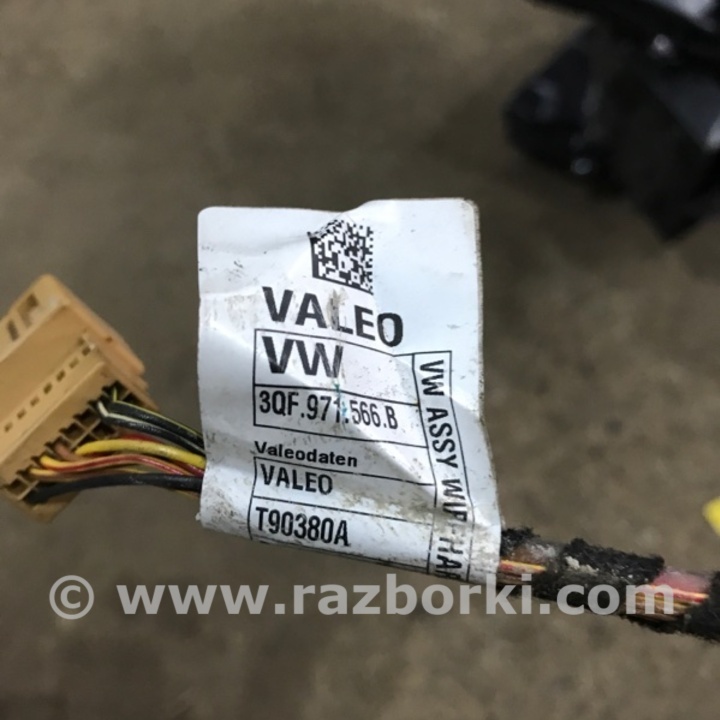 VALEO
VW
3QF.971.566.B
Valeodaten
VALEO
T90380A
VW ASSY
© www.razborki.com